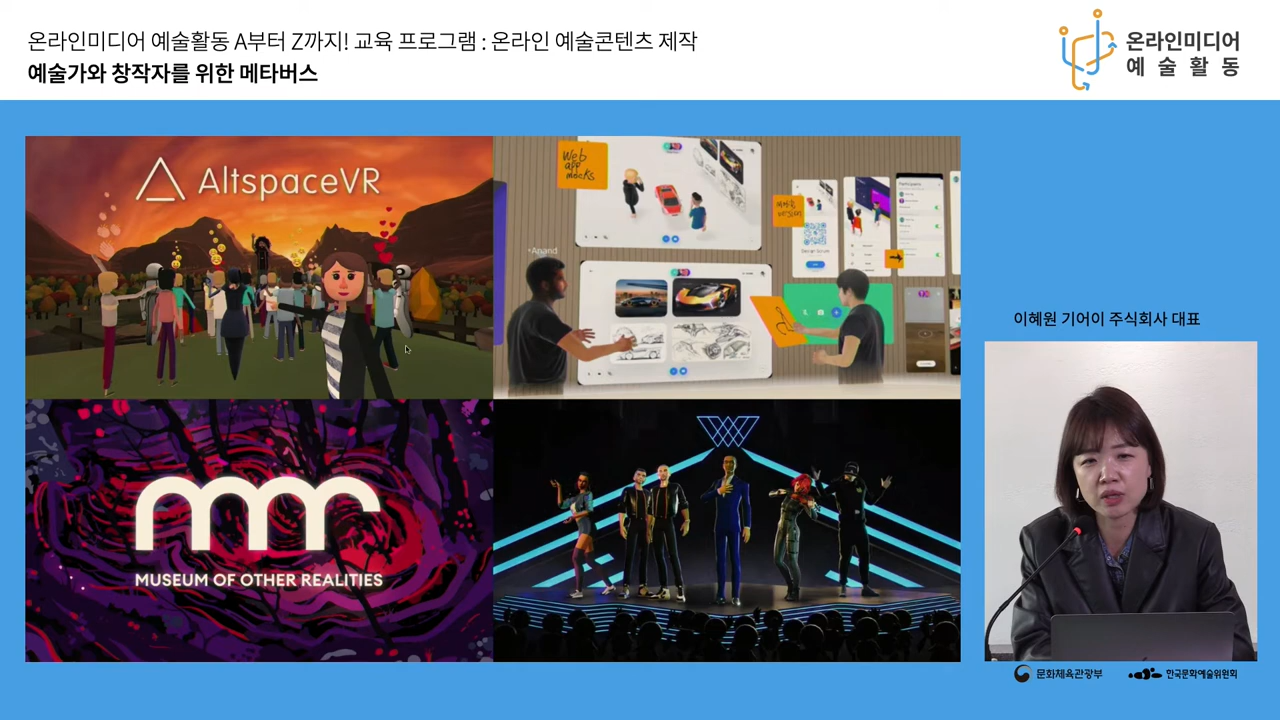 온라인미디어 예술활동 A부터 Z까지! 교육 프로그램 : 온라인 예술콘텐츠 제작
예술가와 창작자를 위한 메타버스
온라인미디어
예술활동
AltspaceVR
Web
app
mocks
Anand
Participants
MUSEUM OF OTHER REALITIES
이혜원 기어이 주식회사 대표
문화체육관광부
한국문화예술위원회